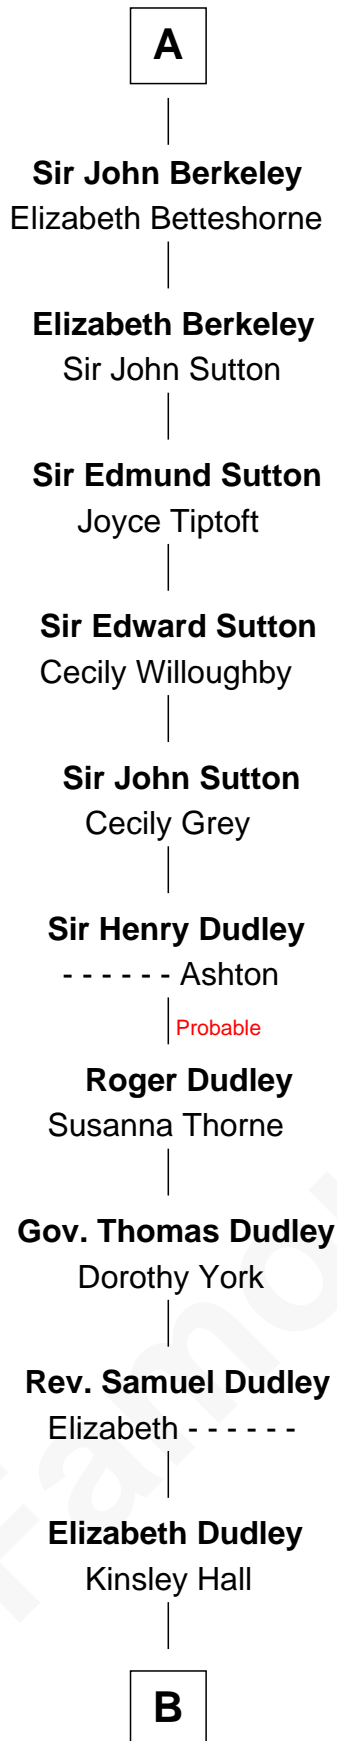 A
Sir John Berkeley
Elizabeth Betteshorne
Elizabeth Berkeley
Sir John Sutton
Sir Edmund Sutton
Joyce Tiptoft
Sir Edward Sutton
Cecily Willoughby
Sir John Sutton
Cecily Grey
Sir Henry Dudley
- - - - - - Ashton
Probable
Roger Dudley
Susanna Thorne
Gov. Thomas Dudley
Dorothy York
Rev. Samuel Dudley
Elizabeth - - - - - -
Elizabeth Dudley
Kinsley Hall
B